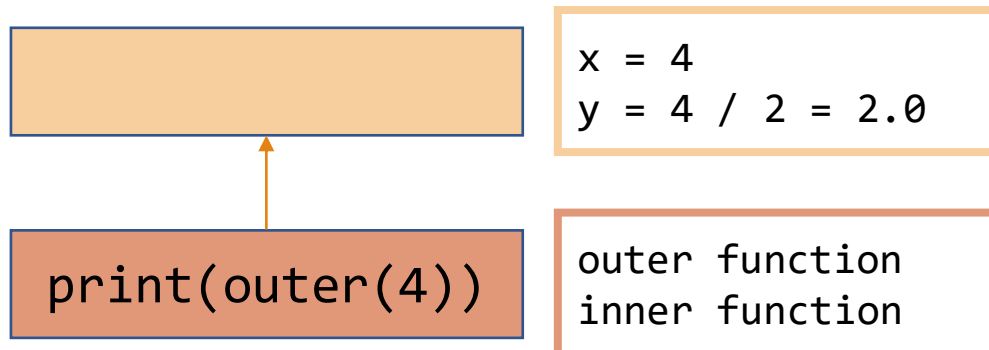 x = 4
y = 4 / 2 = 2.0
print(outer(4))
outer function
inner function